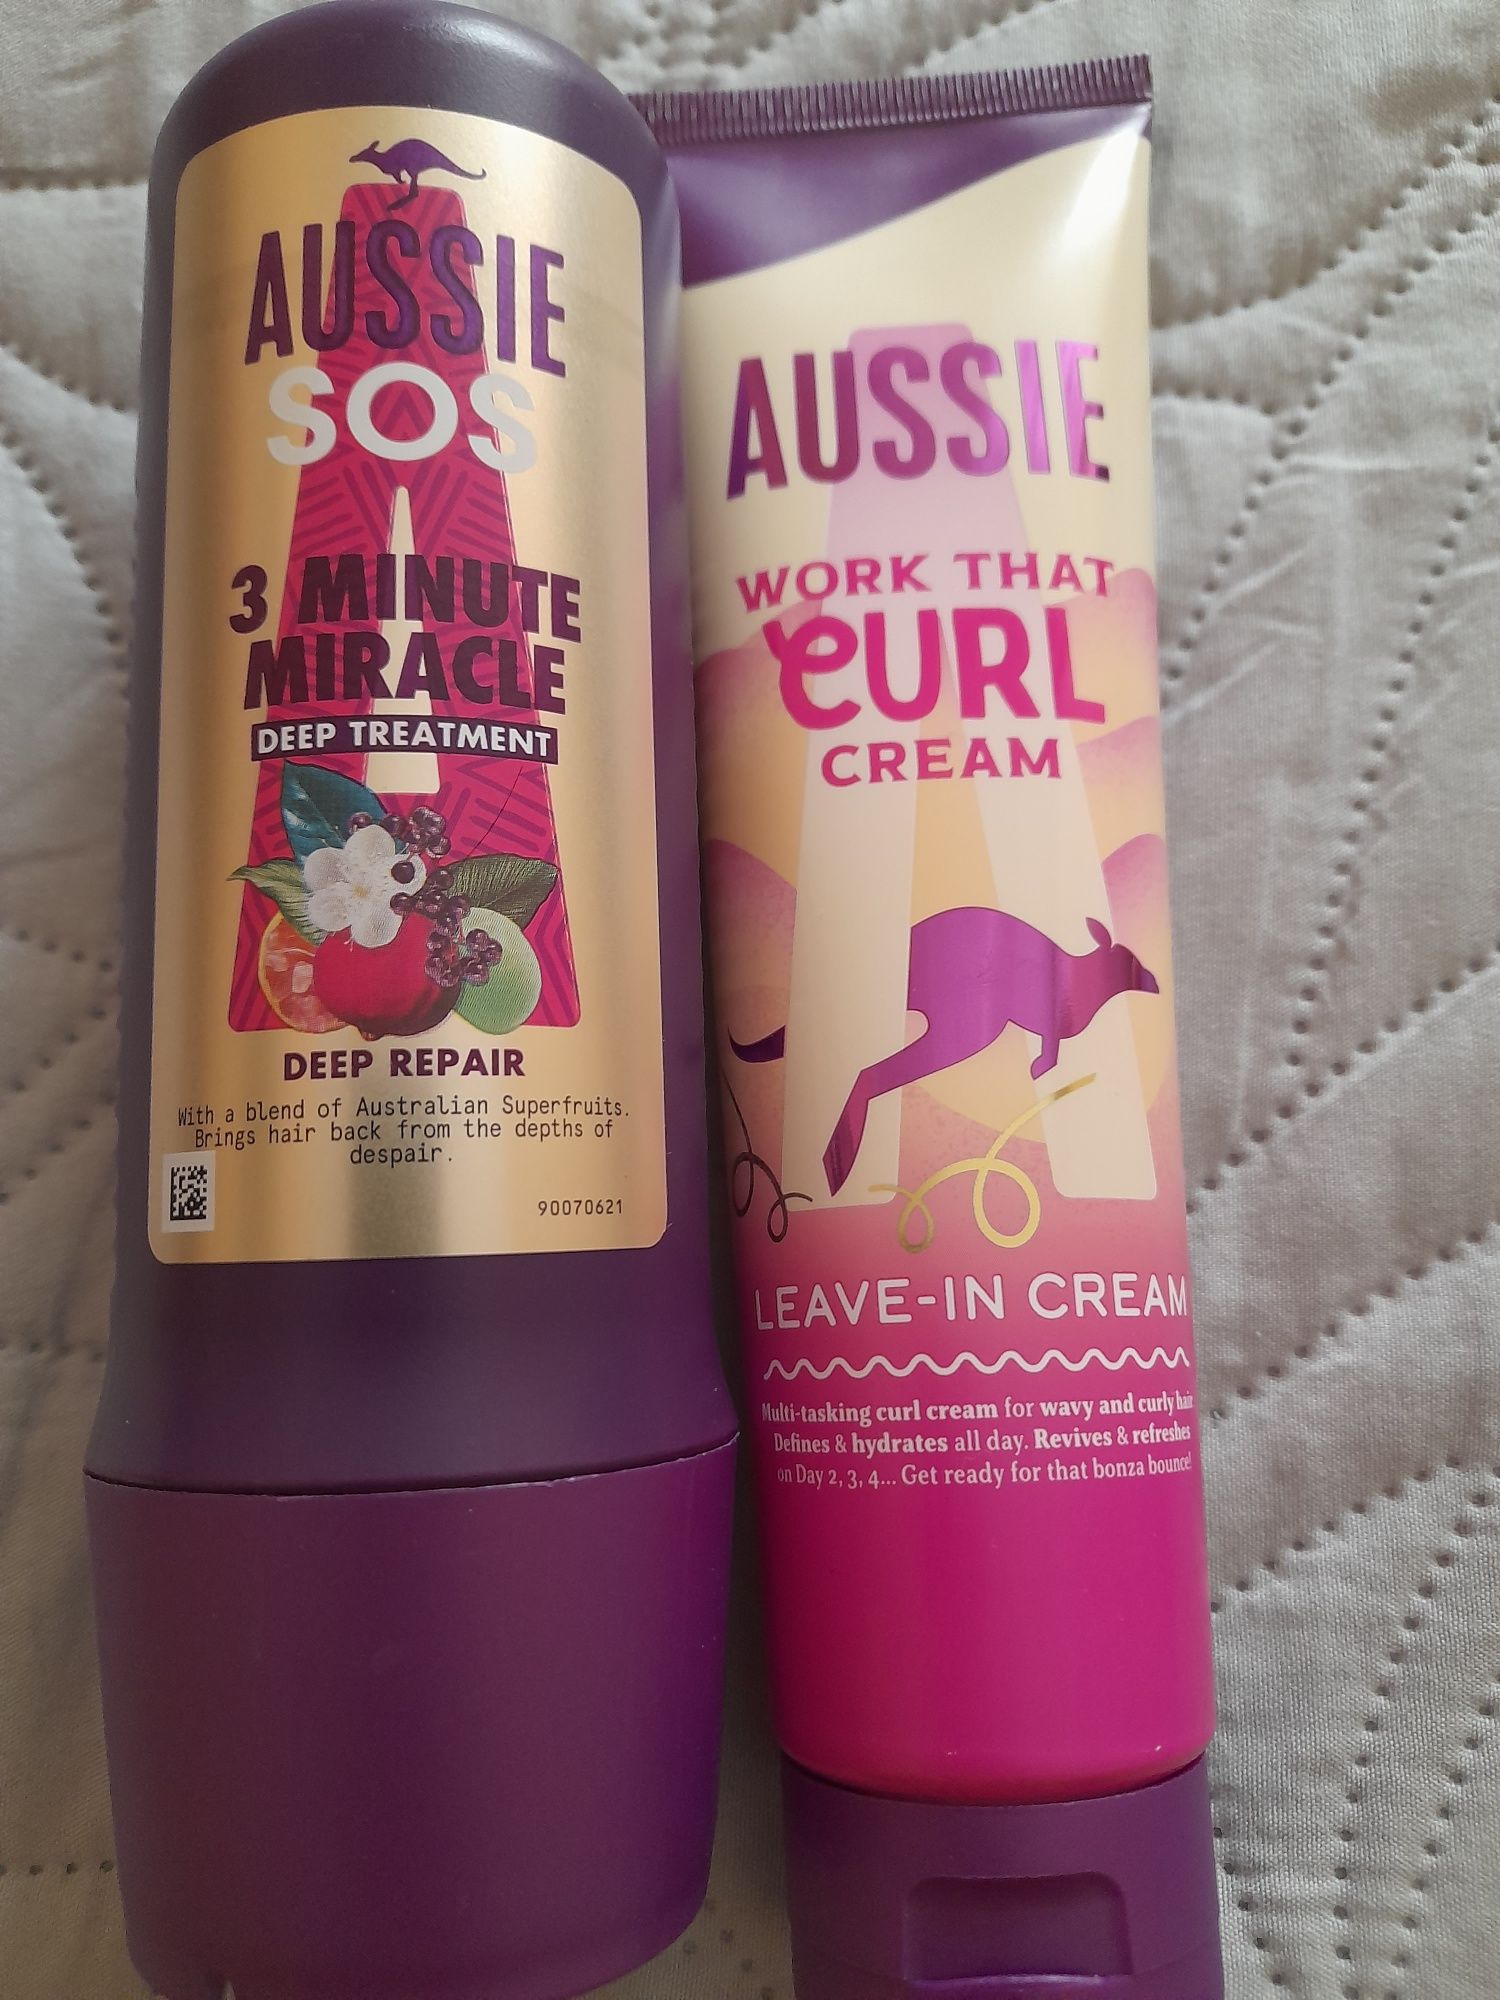 AUSSIE
SOS
3 MINUTE
MIRACLE
DEEP TREATMENT
DEEP REPAIR
With a blend of Australian Superfruits.
Brings hair back from the depths of
despair.
90070621
AUSSIE
WORK THAT
CURL
CREAM
LEAVE-IN CREAM
Multi-tasking curl cream for wavy and curly hair
Defines & hydrates all day. Revives & refreshes
on Day 2, 3, 4... Get ready for that bonza bounce!